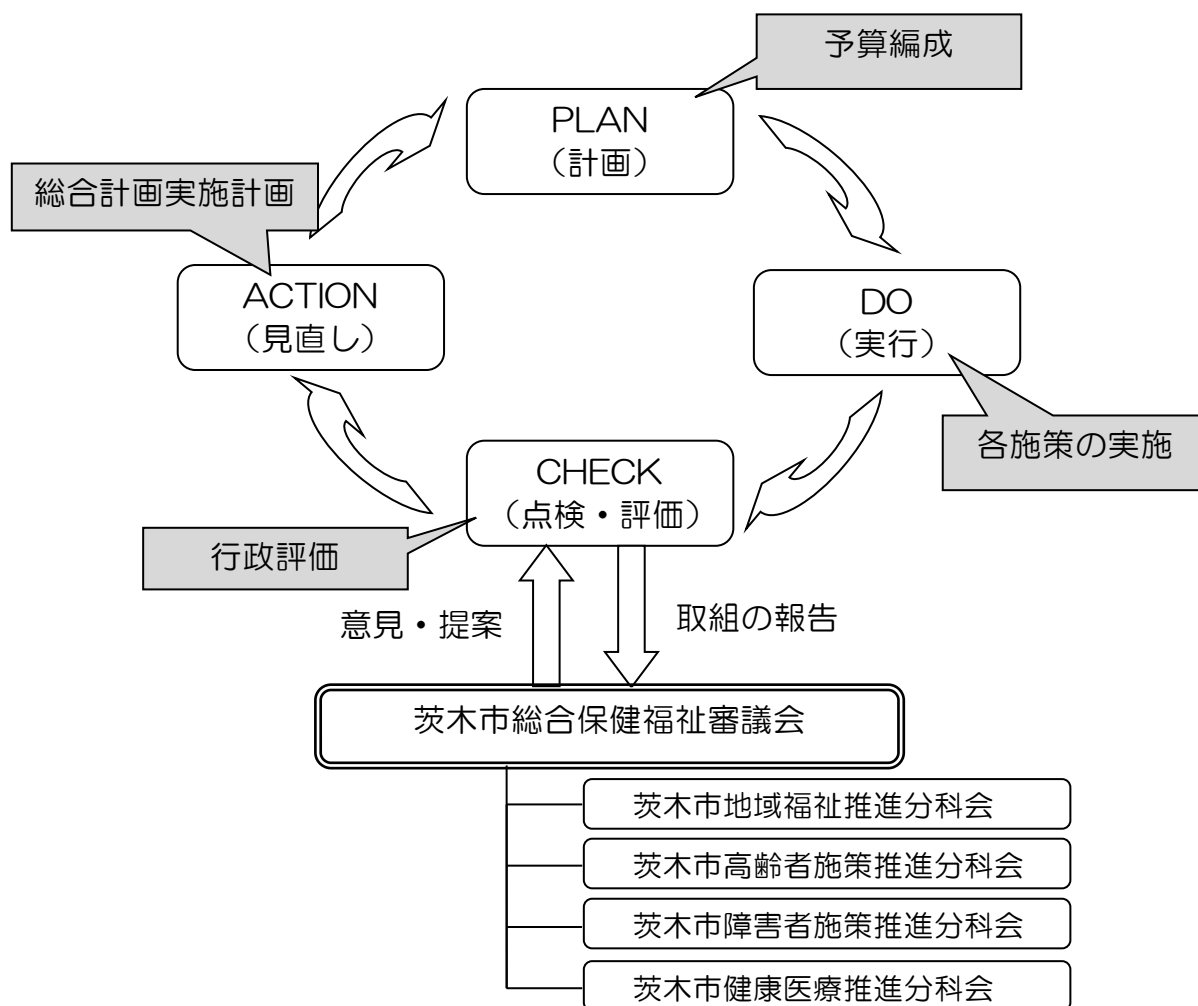 予算編成
PLAN
（計画）
総合計画実施計画
ACTION
（見直し）
DO
（実行）
各施策の実施
CHECK
（点検・評価）
行政評価
意見・提案
取組の報告
茨木市総合保健福祉審議会
茨木市地域福祉推進分科会
茨木市高齢者施策推進分科会
茨木市障害者施策推進分科会
茨木市健康医療推進分科会